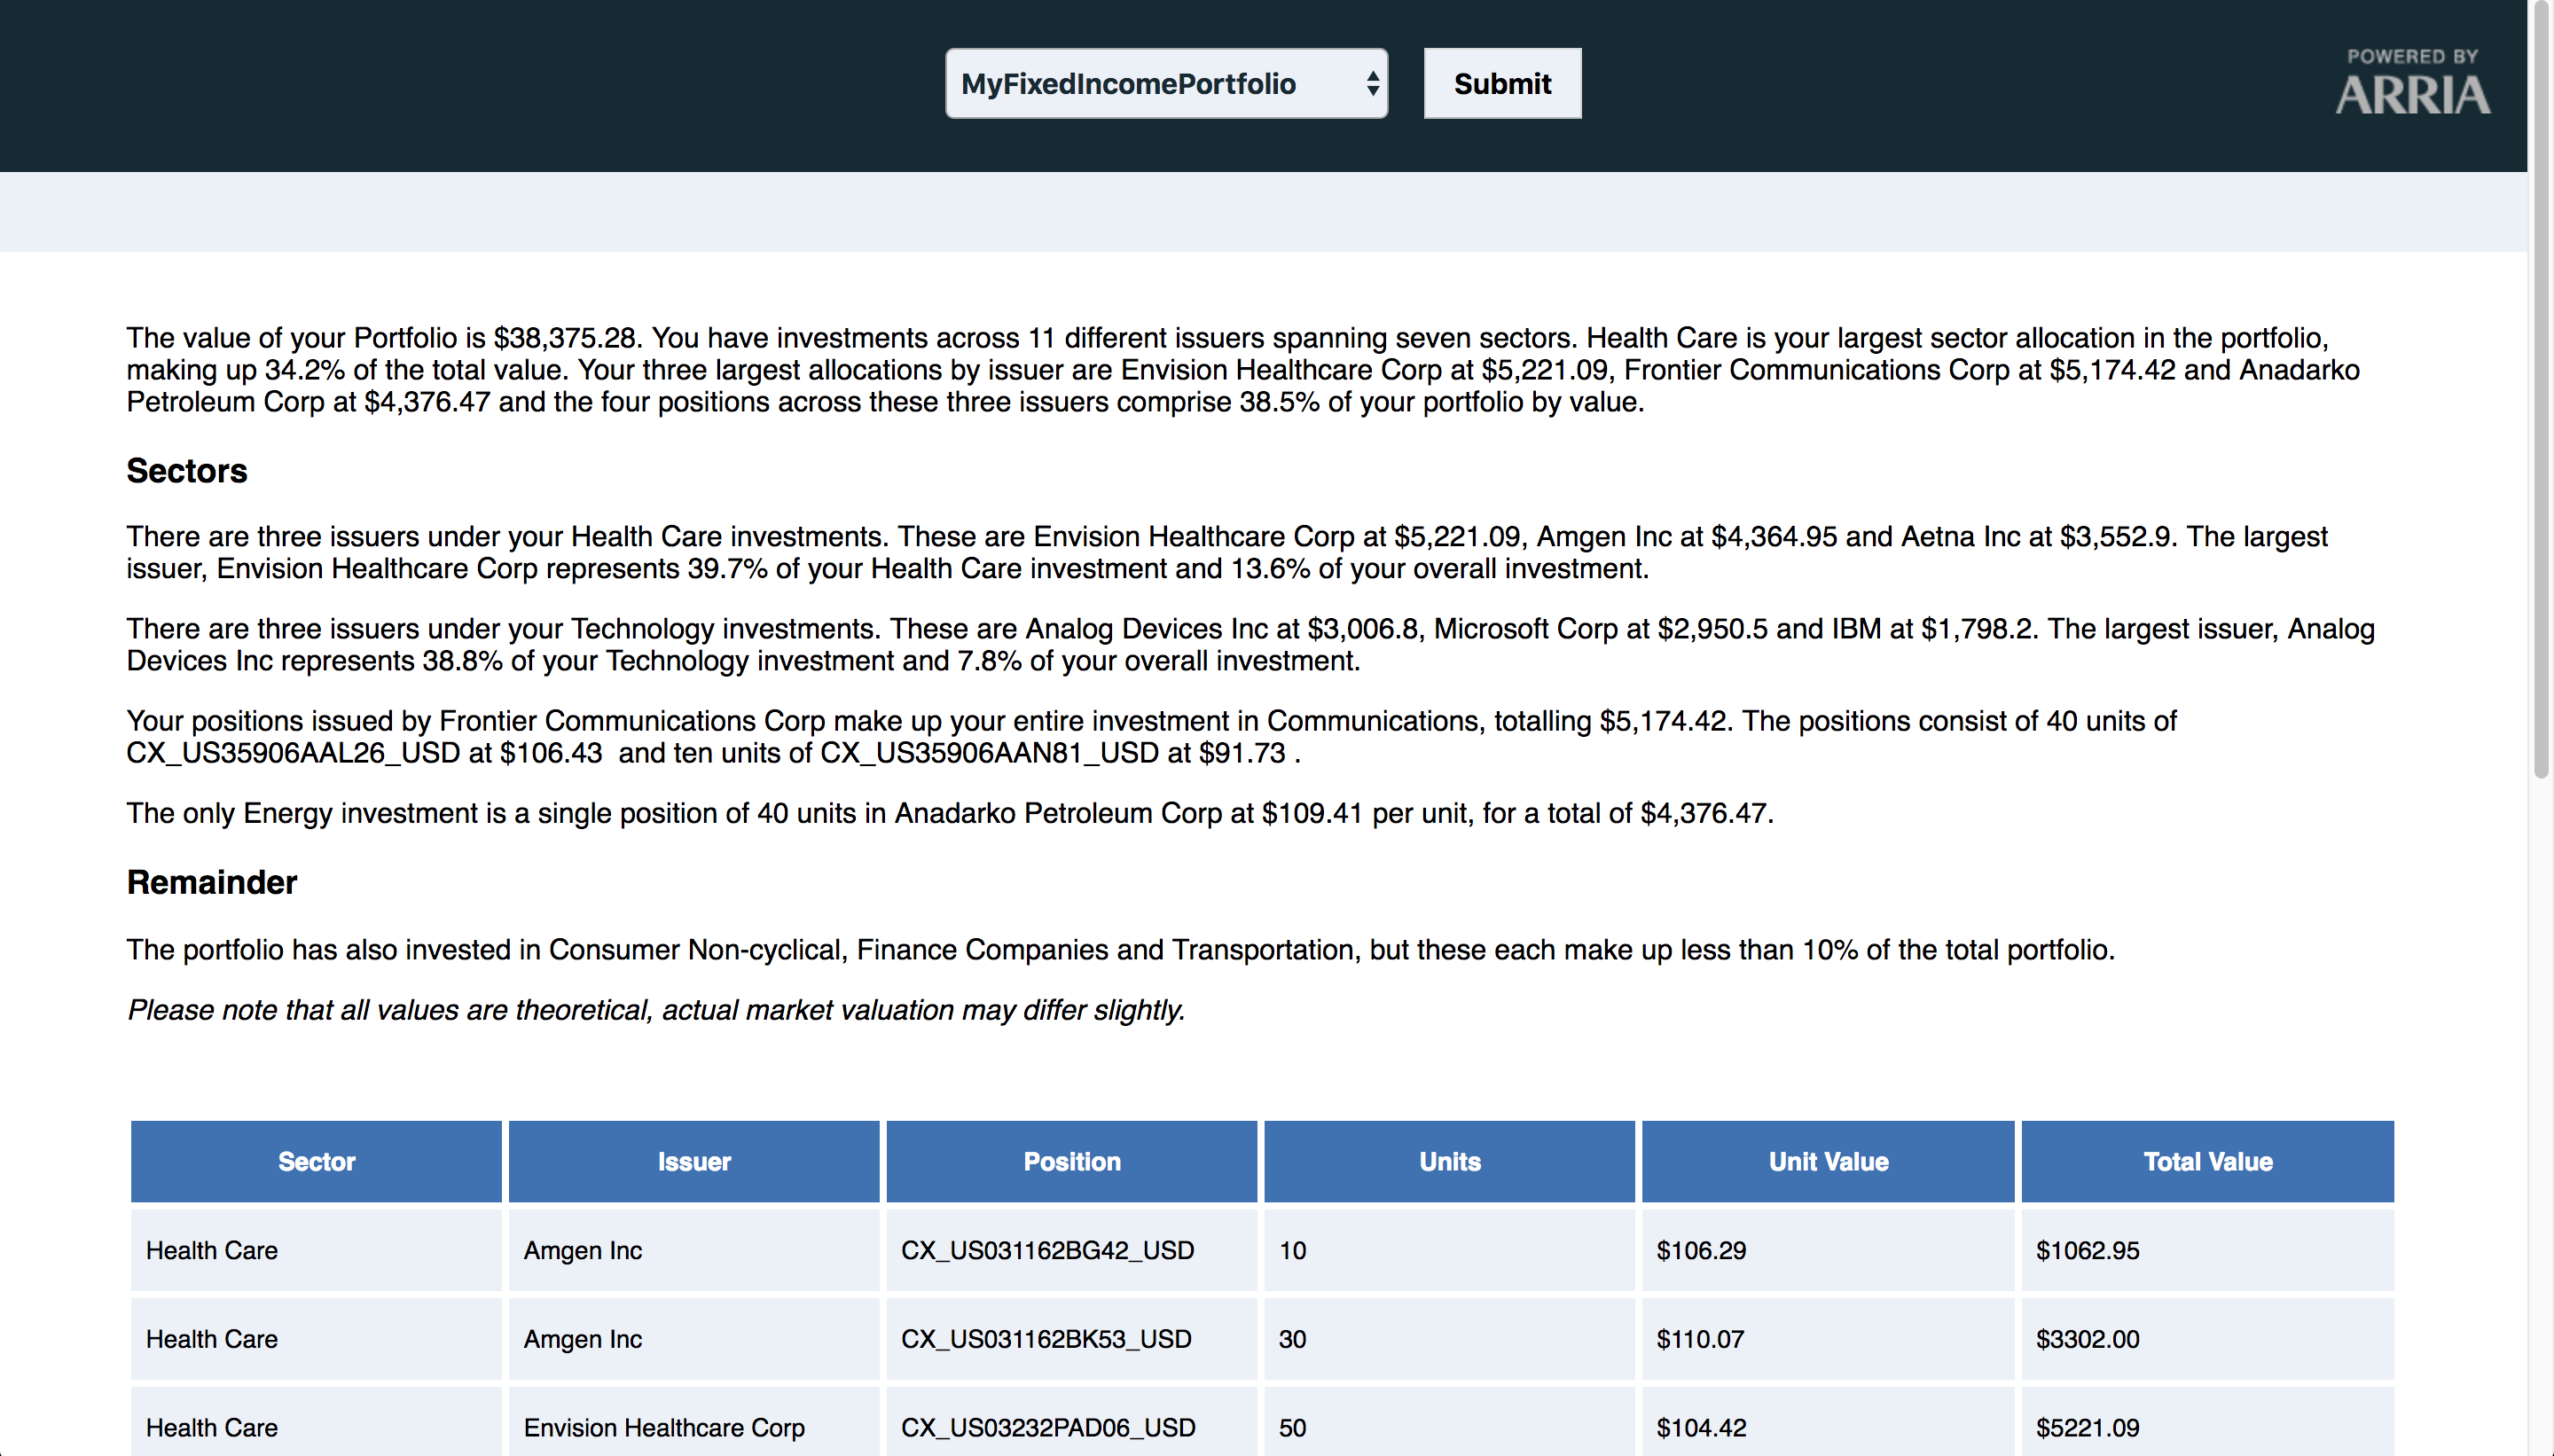 MyFixedIncomePortfolio
Submit
POWERED BY
ARRIA
The value of your Portfolio is $38,375.28. You have investments across 11 different issuers spanning seven sectors. Health Care is your largest sector allocation in the portfolio,
making up 34.2% of the total value. Your three largest allocations by issuer are Envision Healthcare Corp at $5,221.09, Frontier Communications Corp at $5,174.42 and Anadarko
Petroleum Corp at $4,376.47 and the four positions across these three issuers comprise 38.5% of your portfolio by value.
Sectors
There are three issuers under your Health Care investments. These are Envision Healthcare Corp at $5,221.09, Amgen Inc at $4,364.95 and Aetna Inc at $3,552.9. The largest
issuer, Envision Healthcare Corp represents 39.7% of your Health Care investment and 13.6% of your overall investment.
There are three issuers under your Technology investments. These are Analog Devices Inc at $3,006.8, Microsoft Corp at $2,950.5 and IBM at $1,798.2. The largest issuer, Analog
Devices Inc represents 38.8% of your Technology investment and 7.8% of your overall investment.
Your positions issued by Frontier Communications Corp make up your entire investment in Communications, totalling $5,174.42. The positions consist of 40 units of
CX_US35906AAL26_USD at $106.43  and ten units of CX_US35906AAN81_USD at $91.73 .
The only Energy investment is a single position of 40 units in Anadarko Petroleum Corp at $109.41 per unit, for a total of $4,376.47.
Remainder
The portfolio has also invested in Consumer Non-cyclical, Finance Companies and Transportation, but these each make up less than 10% of the total portfolio.
Please note that all values are theoretical, actual market valuation may differ slightly.
Sector Issuer Position Units Unit Value Total Value
Health Care Amgen Inc CX_US031162BG42_USD 10 $106.29 $1062.95
Health Care Amgen Inc CX_US031162BK53_USD 30 $110.07 $3302.00
Health Care Envision Healthcare Corp CX_US03232PAD06_USD 50 $104.42 $5221.09